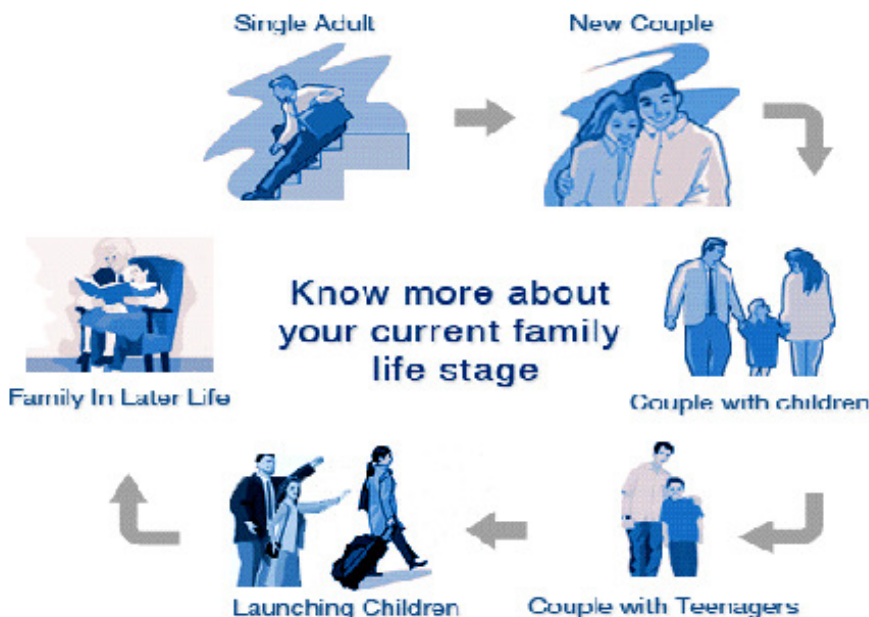 Single Adult
New Couple
Know more about
your current family
life stage
Couple with children
Couple with Teenagers
Launching Children
Family In Later Life